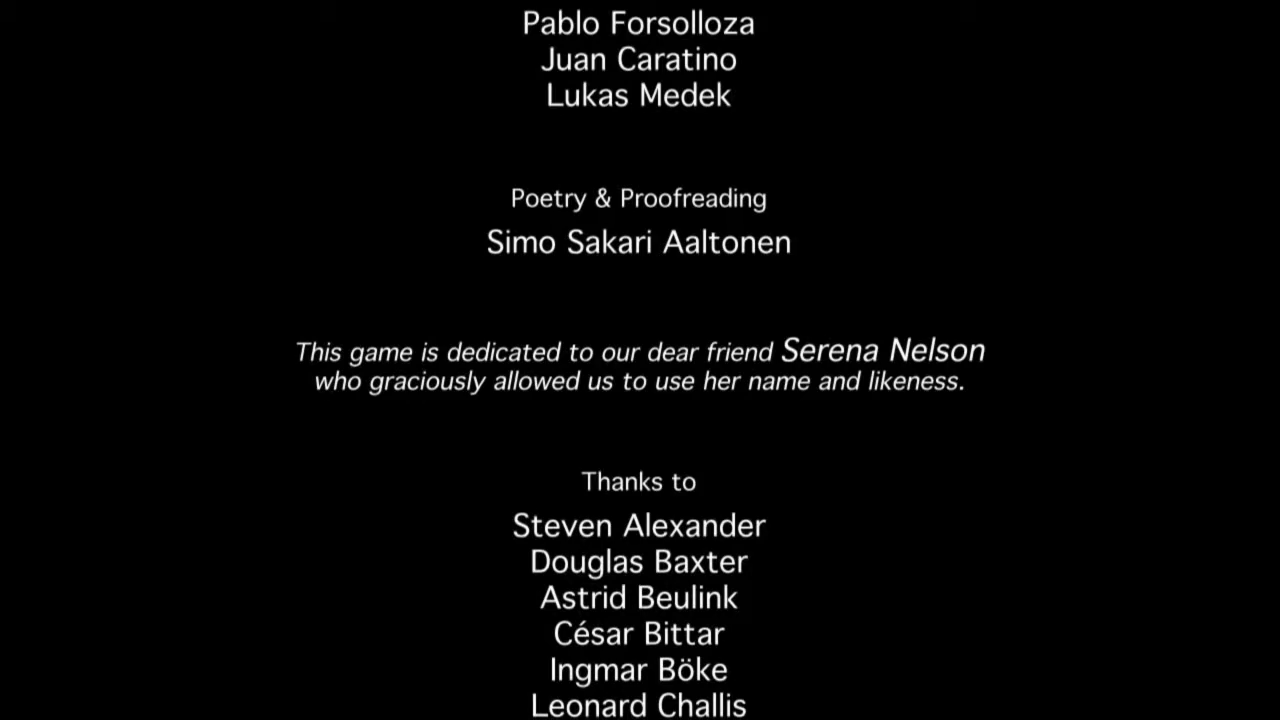 Pablo Forsolloza
Juan Caratino
Lukas Medek
Poetry & Proofreading
Simo Sakari Aaltonen
This game is dedicated to our dear friend Serena Nelson
who graciously allowed us to use her name and likeness.
Thanks to
Steven Alexander
Douglas Baxter
Astrid Beulink
César Bittar
Ingmar Böke
Leonard Challis